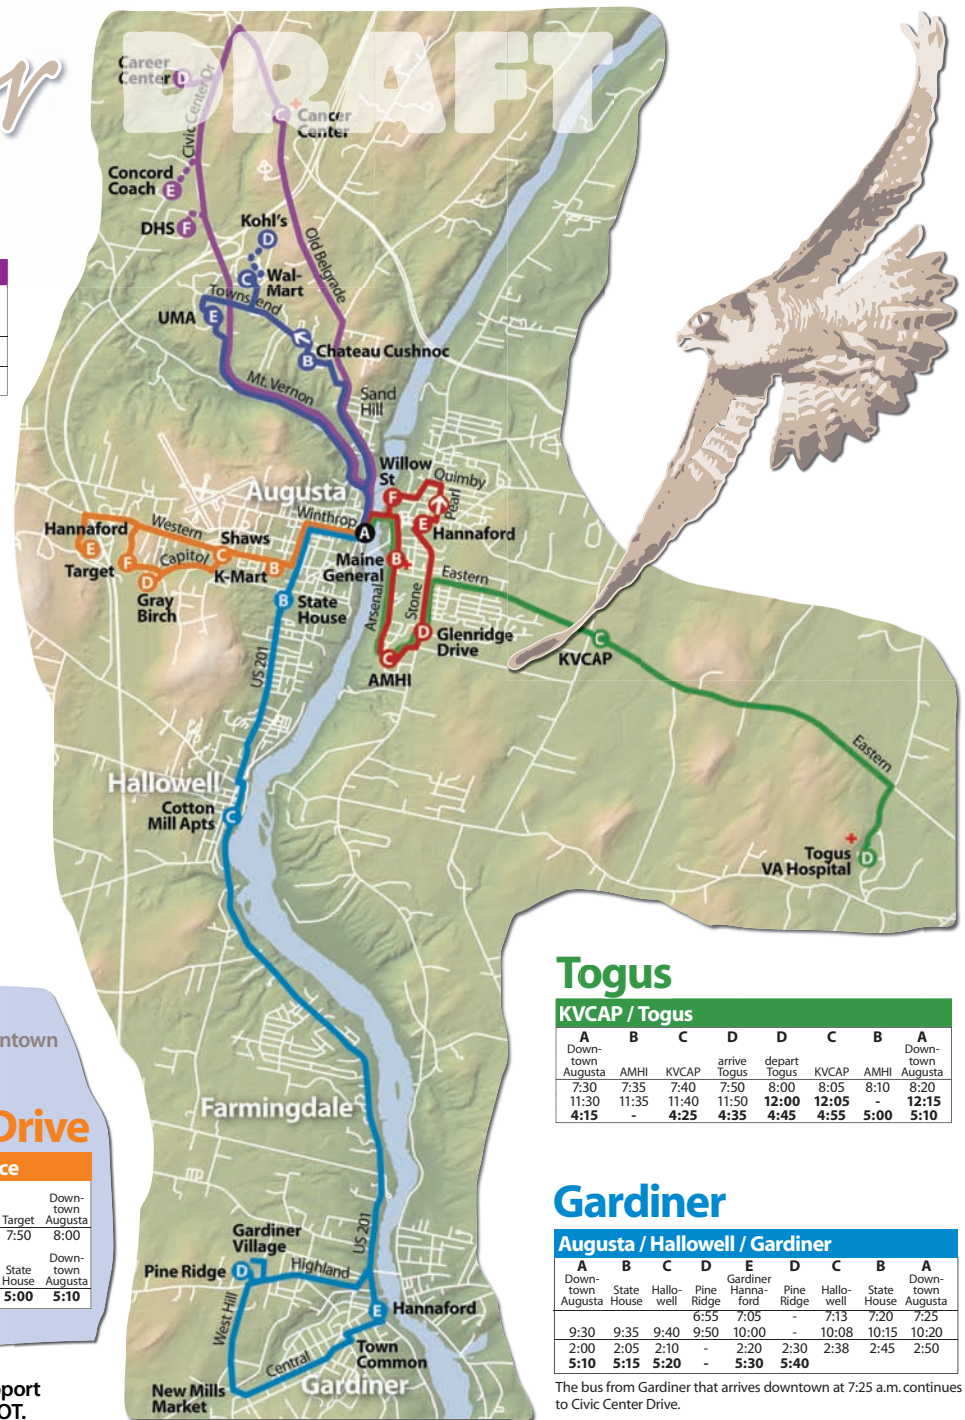 r
DRAFT
Career
Center D
Civic Center Dr
C Cancer
Center
Concord
Coach E
DHS F
Kohl's
D
C Wal-
Mart
Old Belgrade
Townsend
UMA E
B Chateau Cushnoc
Mt. Vernon
Sand
Hill
Willow
St
F
Quimby
Pearl
Augusta
Winthrop
A
E
Hannaford
Hannaford
E
Western
Shaws
C
Target
F
Capitol
K-Mart B
D
Gray
Birch
Maine
General
B
Eastern
B State
House
Arsenal
Stone
D Glenridge
Drive
C
AMHI
C
KVCAP
US 201
Eastern
Hallowell
Cotton
Mill Apts C
Togus
VA Hospital D
ntown
Drive
ce
Down-
town
Target Augusta
7:50 8:00
Down-
State town
House Augusta
5:00 5:10
port
OT.
Farmingdale
US 201
Gardiner
Village
Pine Ridge D
Highland
E Hannaford
West Hill
Town
Common
Central
Gardiner
New Mills
Market
Togus
KVCAP / Togus
A B C D D C B A
Down- Down-
town arrive depart town
Augusta AMHI KVCAP Togus Togus KVCAP AMHI Augusta
7:30 7:35 7:40 7:50 8:00 8:05 8:10 8:20
11:30 11:35 11:40 11:50 12:00 12:05 - 12:15
4:15 - 4:25 4:35 4:45 4:55 5:00 5:10
Gardiner
Augusta / Hallowell / Gardiner
A B C D E D C B A
Down- Gardiner Down-
town State Hallo- Pine Hanna- Pine Hallo- State town
Augusta House well Ridge ford Ridge well House Augusta
6:55 7:05 - 7:13 7:20 7:25
9:30 9:35 9:40 9:50 10:00 - 10:08 10:15 10:20
2:00 2:05 2:10 - 2:20 2:30 2:38 2:45 2:50
5:10 5:15 5:20 - 5:30 5:40
The bus from Gardiner that arrives downtown at 7:25 a.m. continues
to Civic Center Drive.